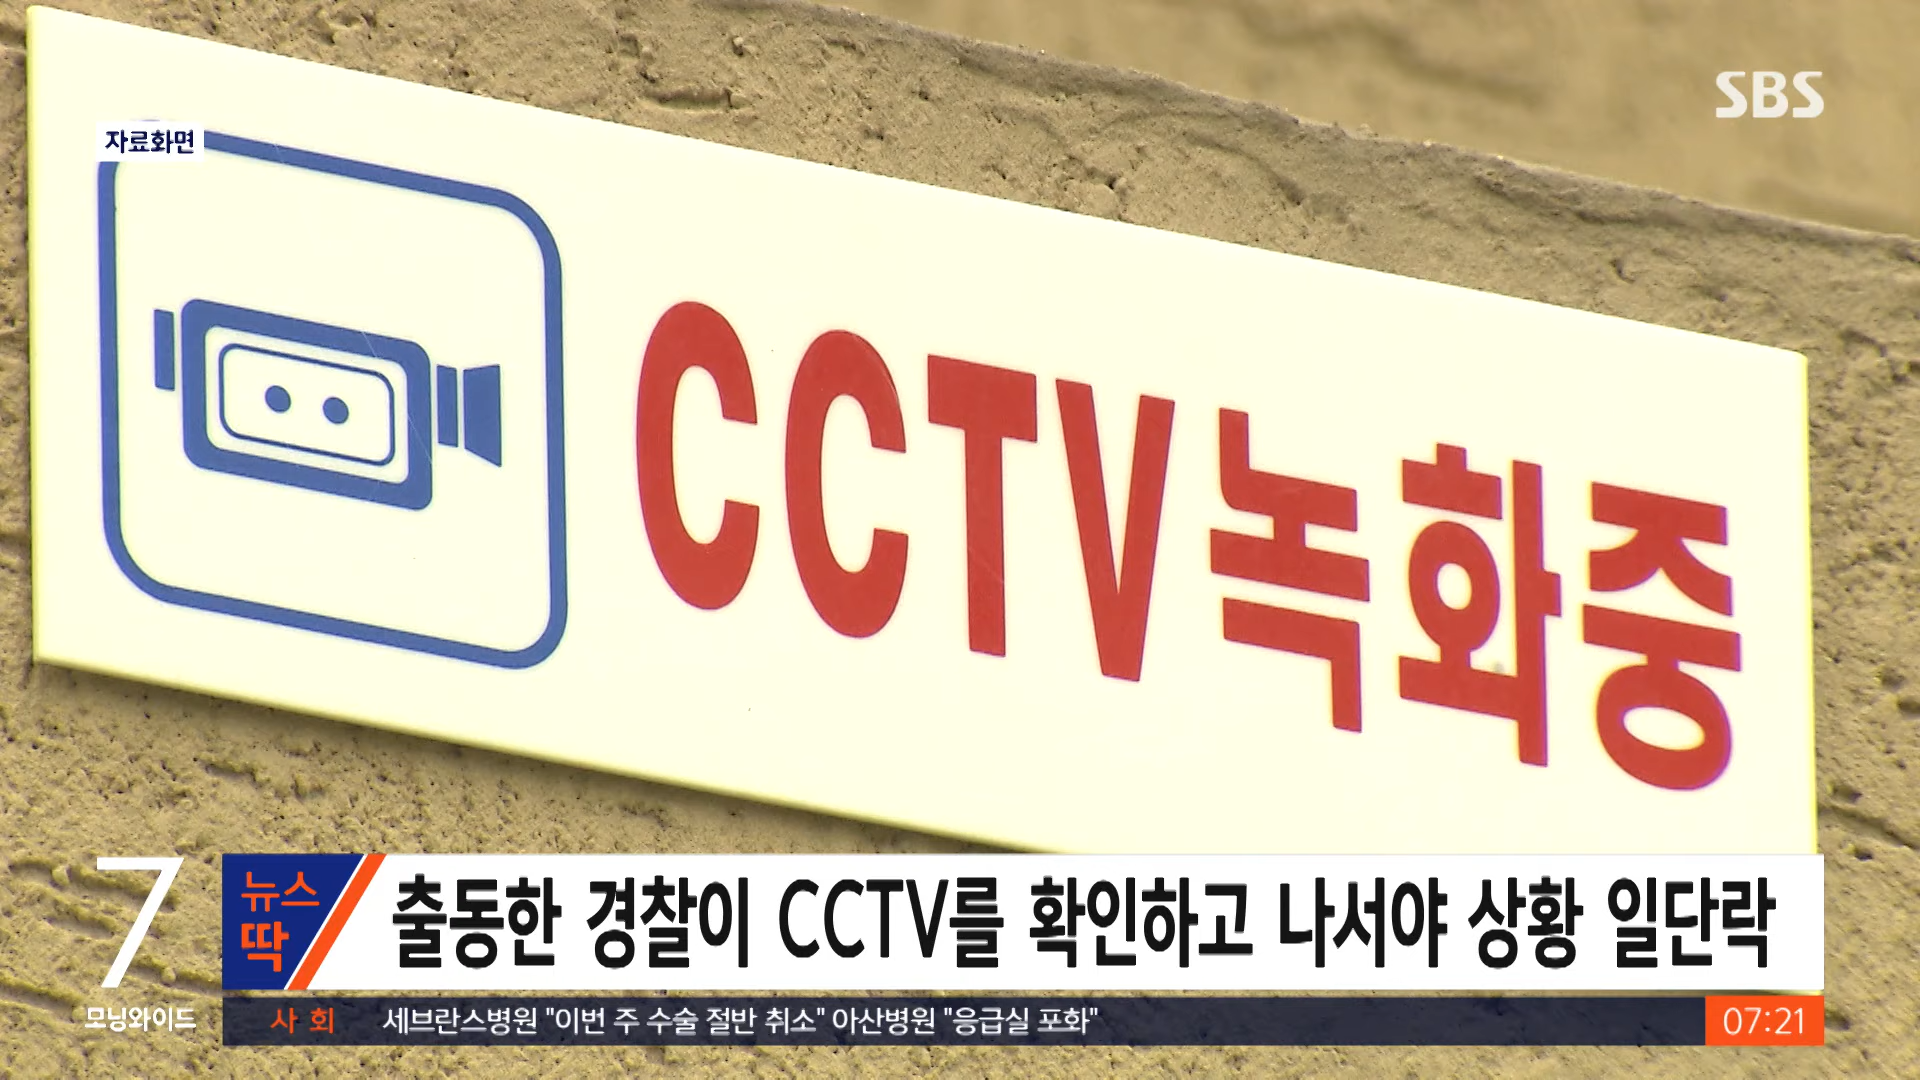 SBS
자료화면
CCTV녹화중
뉴스
딱
출동한 경찰이 CCTV를 확인하고 나서야 상황 일단락
7
모닝와이드
사 회
세브란스병원 "이번 주 수술 절반 취소" 아산병원 "응급실 포화"
07:21